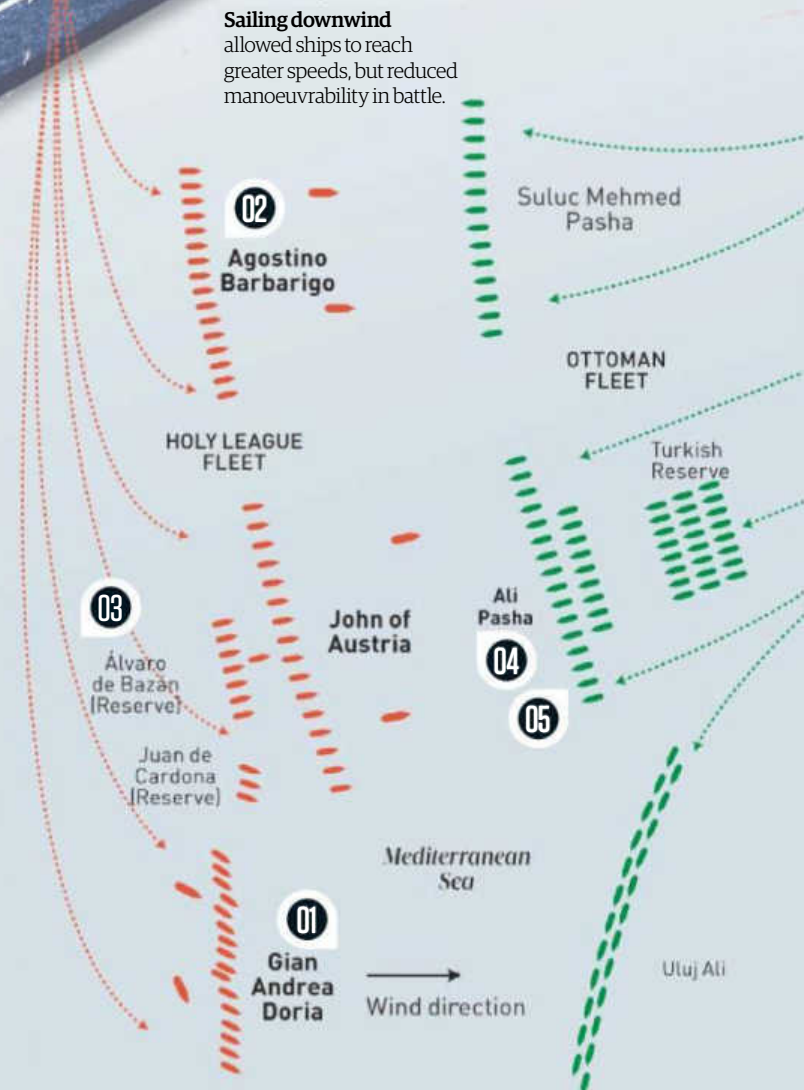 Sailing downwind
allowed ships to reach
greater speeds, but reduced
manoeuvrability in battle.
02
Agostino
Barbarigo
Suluc Mehmed
Pasha
OTTOMAN
FLEET
HOLY LEAGUE
FLEET
Turkish
Reserve
03
Álvaro
de Bazán
(Reserve)
John of
Austria
Ali
Pasha
04
05
Juan de
Cardona
(Reserve)
Mediterranean
Sea
01
Gian
Andrea
Doria
Wind direction
Uluj Ali